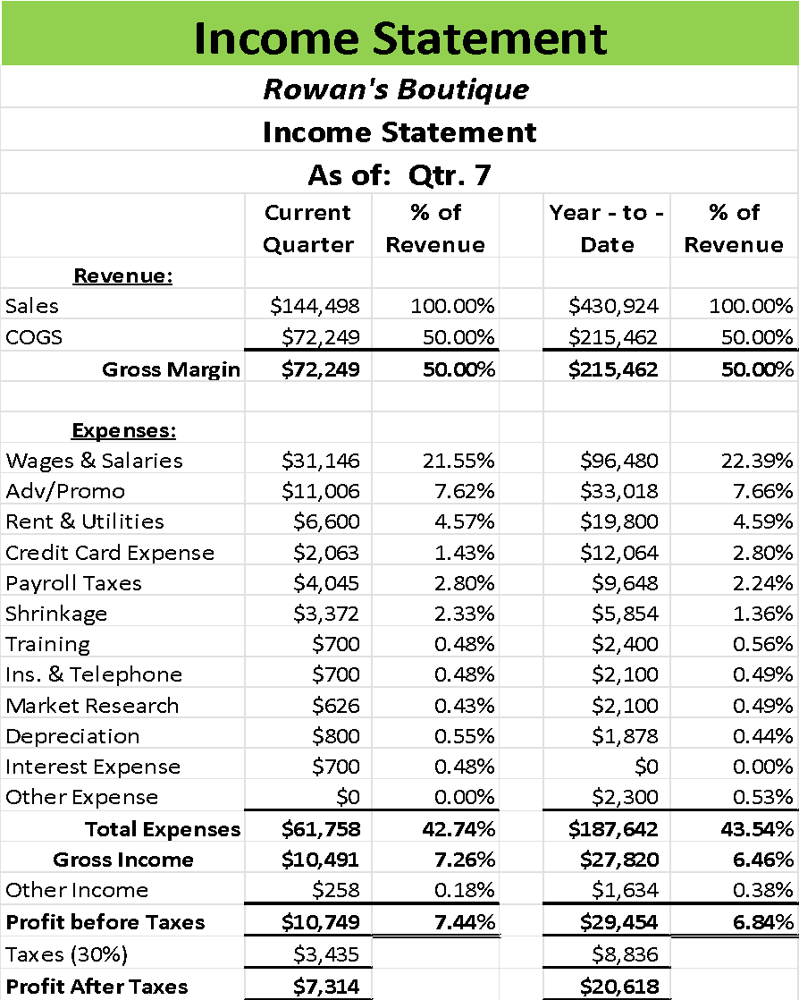 Income Statement
Rowan's Boutique
Income Statement
As of: Qtr. 7
Current Quarter % of Revenue Year - to - Date % of Revenue
Revenue:
Sales $144,498 100.00% $430,924 100.00%
COGS $72,249 50.00% $215,462 50.00%
Gross Margin $72,249 50.00% $215,462 50.00%
Expenses:
Wages & Salaries $31,146 21.55% $96,480 22.39%
Adv/Promo $11,006 7.62% $33,018 7.66%
Rent & Utilities $6,600 4.57% $19,800 4.59%
Credit Card Expense $2,063 1.43% $12,064 2.80%
Payroll Taxes $4,045 2.80% $9,648 2.24%
Shrinkage $3,372 2.33% $5,854 1.36%
Training $700 0.48% $2,400 0.56%
Ins. & Telephone $700 0.48% $2,100 0.49%
Market Research $626 0.43% $2,100 0.49%
Depreciation $800 0.55% $1,878 0.44%
Interest Expense $700 0.48% $0 0.00%
Other Expense $0 0.00% $2,300 0.53%
Total Expenses $61,758 42.74% $187,642 43.54%
Gross Income $10,491 7.26% $27,820 6.46%
Other Income $258 0.18% $1,634 0.38%
Profit before Taxes $10,749 7.44% $29,454 6.84%
Taxes (30%) $3,435 $8,836
Profit After Taxes $7,314 $20,618